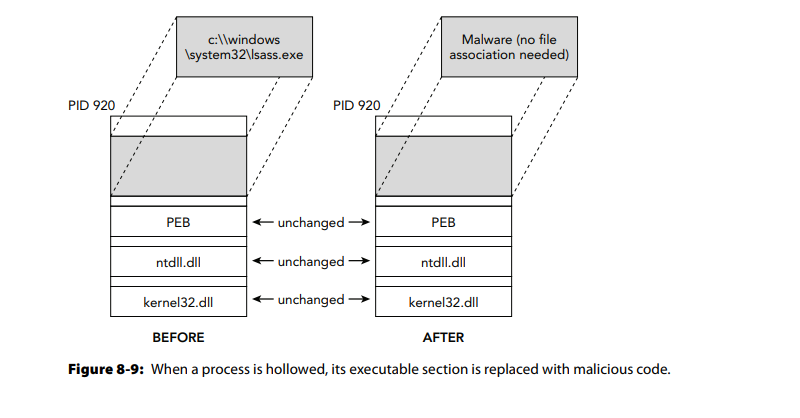 c:\\windows
\system32\lsass.exe
Malware (no file
association needed)
PID 920
PID 920
PEB
unchanged
PEB
ntdll.dll
unchanged
ntdll.dll
kernel32.dll
unchanged
kernel32.dll
BEFORE
AFTER
Figure 8-9: When a process is hollowed, its executable section is replaced with malicious code.